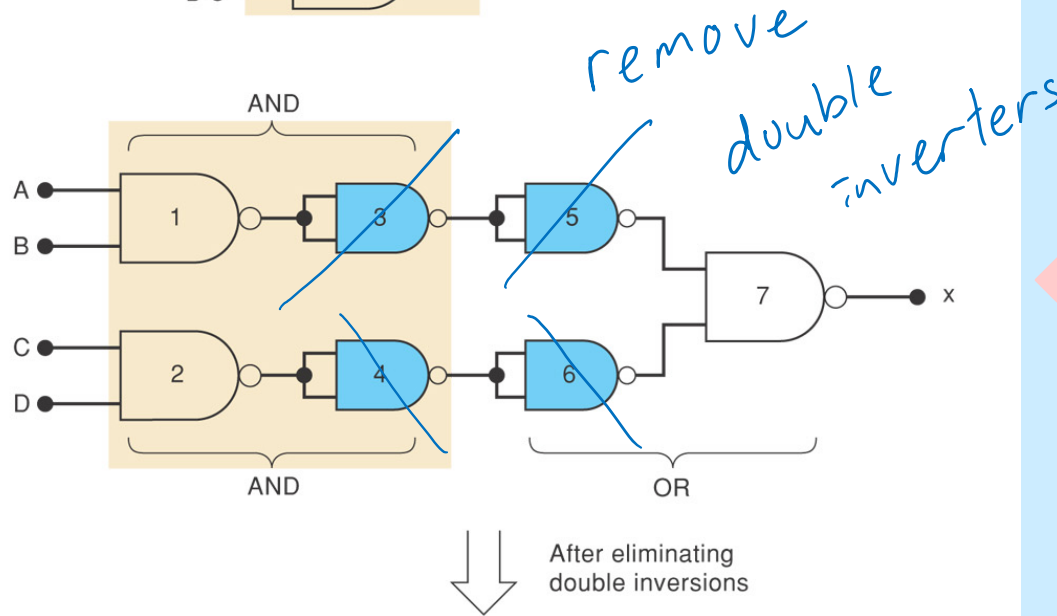 remove
double
inverters
AND
A
B
1
3
5
7
x
C
D
2
4
6
AND
OR
After eliminating
double inversions